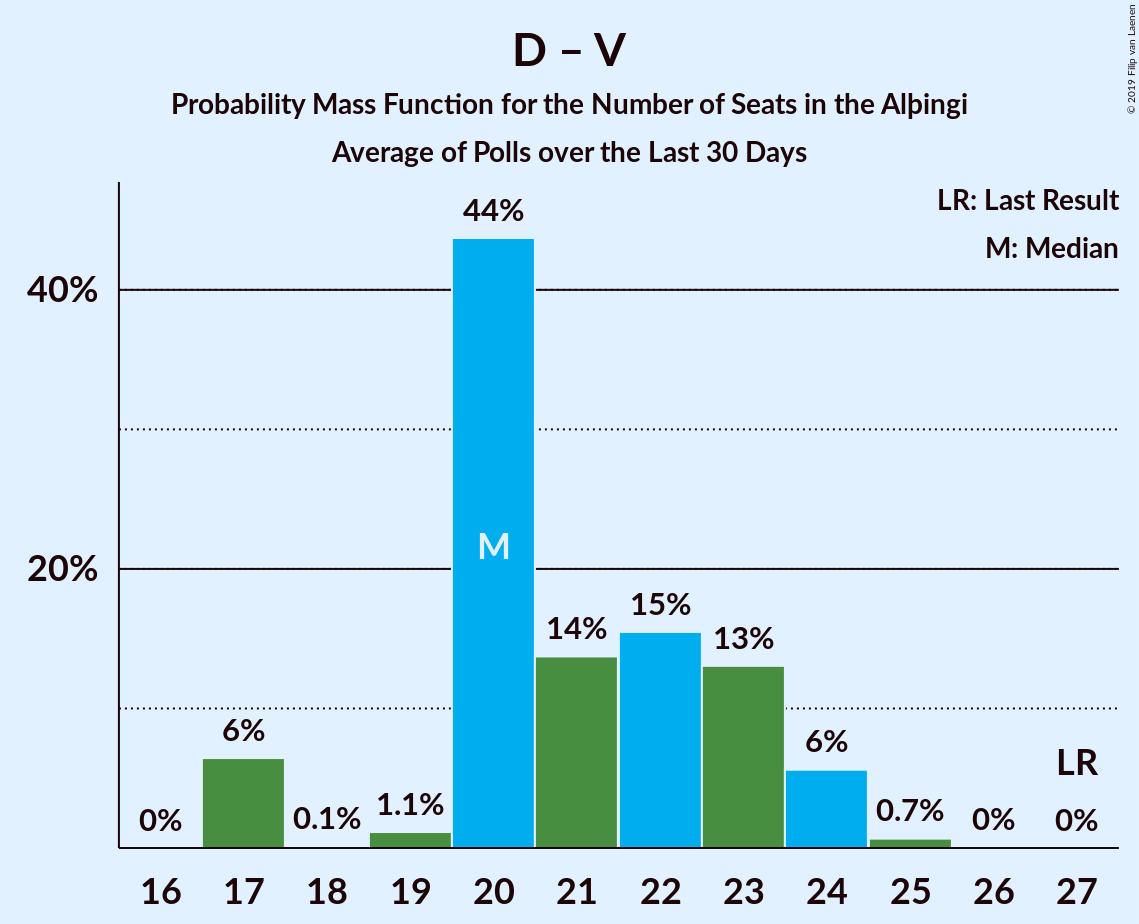 D – V
Probability Mass Function for the Number of Seats in the Alþingi
Average of Polls over the Last 30 Days
© 2019 Filip van Laenen
LR: Last Result
M: Median
40%
20%
0%
6%
0.1%
1.1%
44%
M
14%
15%
13%
6%
0.7%
0%
LR
0%
16 17 18 19 20 21 22 23 24 25 26 27